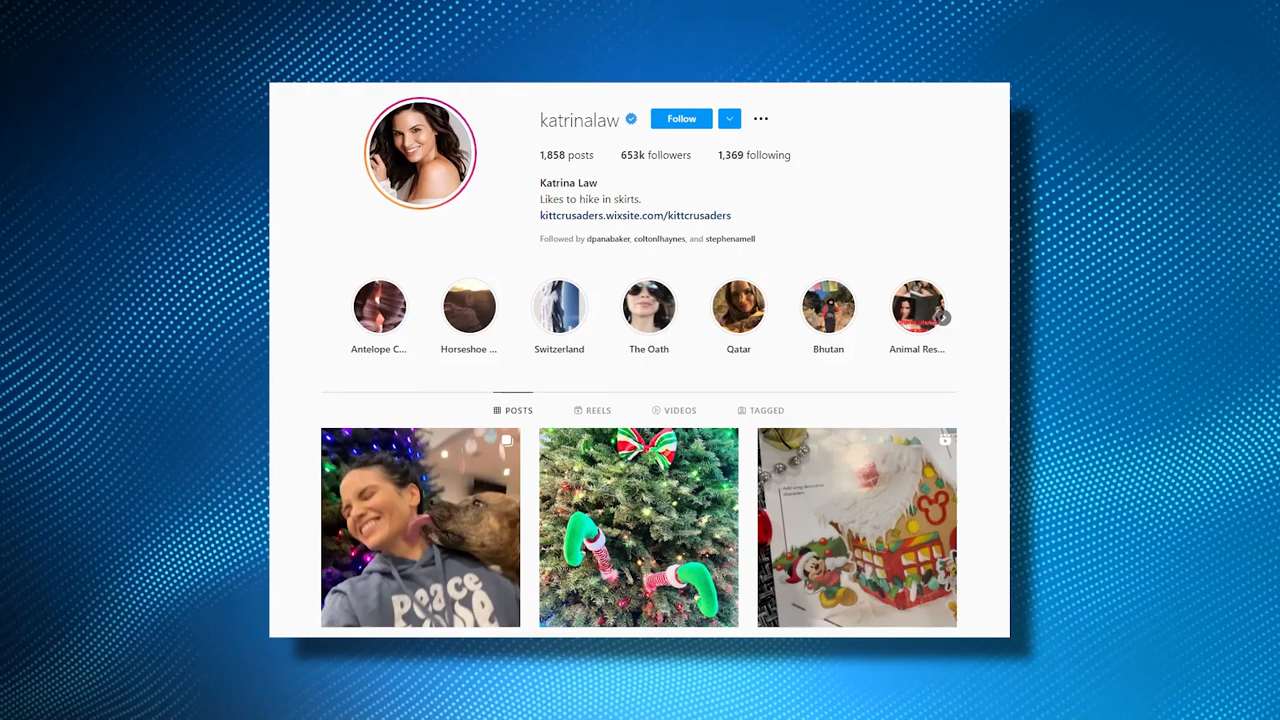 katrinalaw
Follow
1,858 posts 653k followers 1,369 following
Katrina Law
Likes to hike in skirts.
kittcrusaders.wixsite.com/kittcrusaders
Followed by dpanabaker, coltonlhaynes, and stephenamell
Antelope C... Horseshoe ... Switzerland The Oath Qatar Bhutan Animal Res...
POSTS REELS VIDEOS TAGGED
Peace